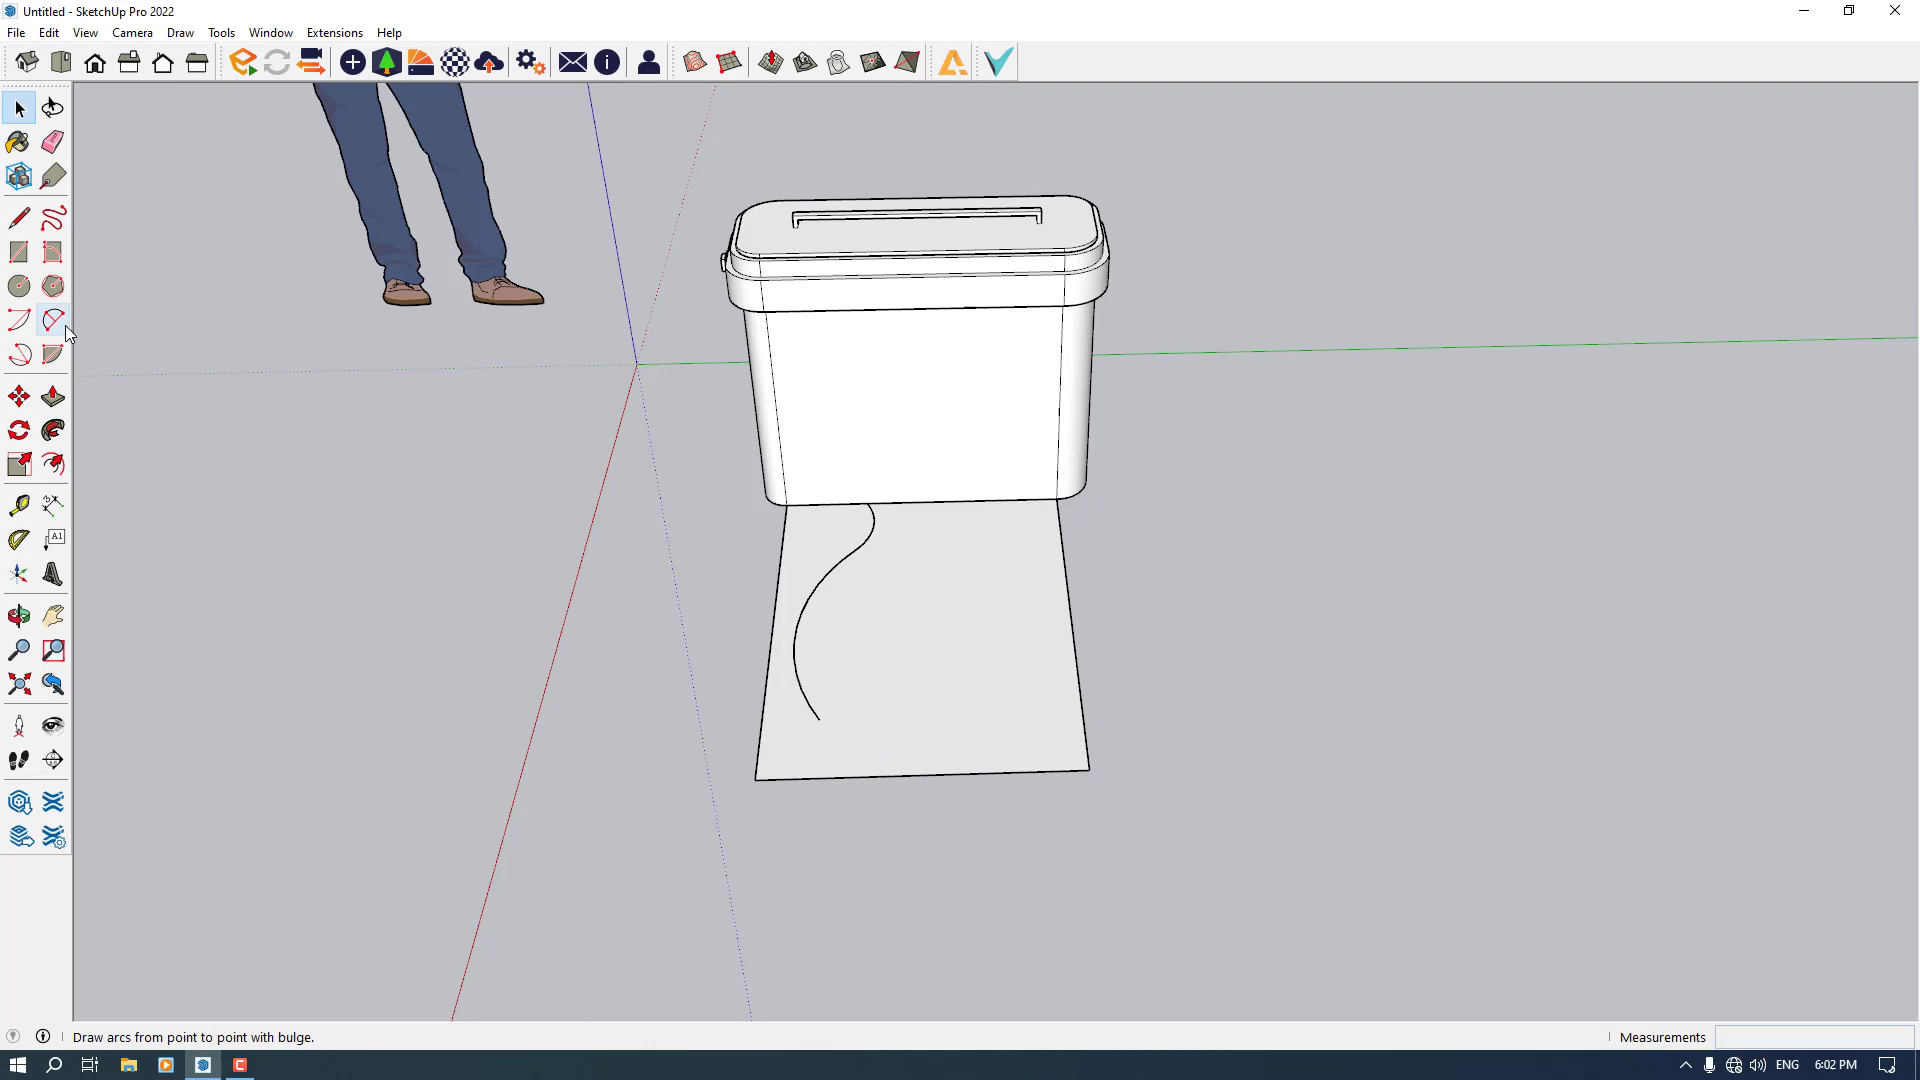 Untitled - SketchUp Pro 2022
File Edit View Camera Draw Tools Window Extensions Help
A1
Draw arcs from point to point with bulge.
Measurements
ENG
6:02 PM